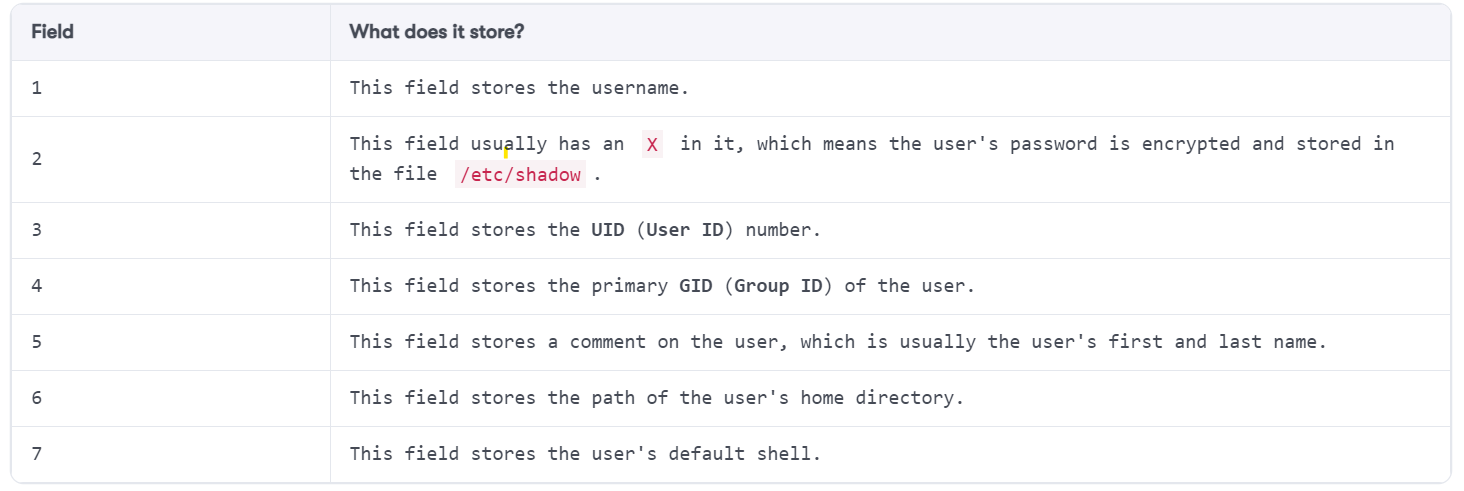 Field What does it store?
1 This field stores the username.
2 This field usually has an X in it, which means the user's password is encrypted and stored in
the file /etc/shadow .
3 This field stores the UID (User ID) number.
4 This field stores the primary GID (Group ID) of the user.
5 This field stores a comment on the user, which is usually the user's first and last name.
6 This field stores the path of the user's home directory.
7 This field stores the user's default shell.